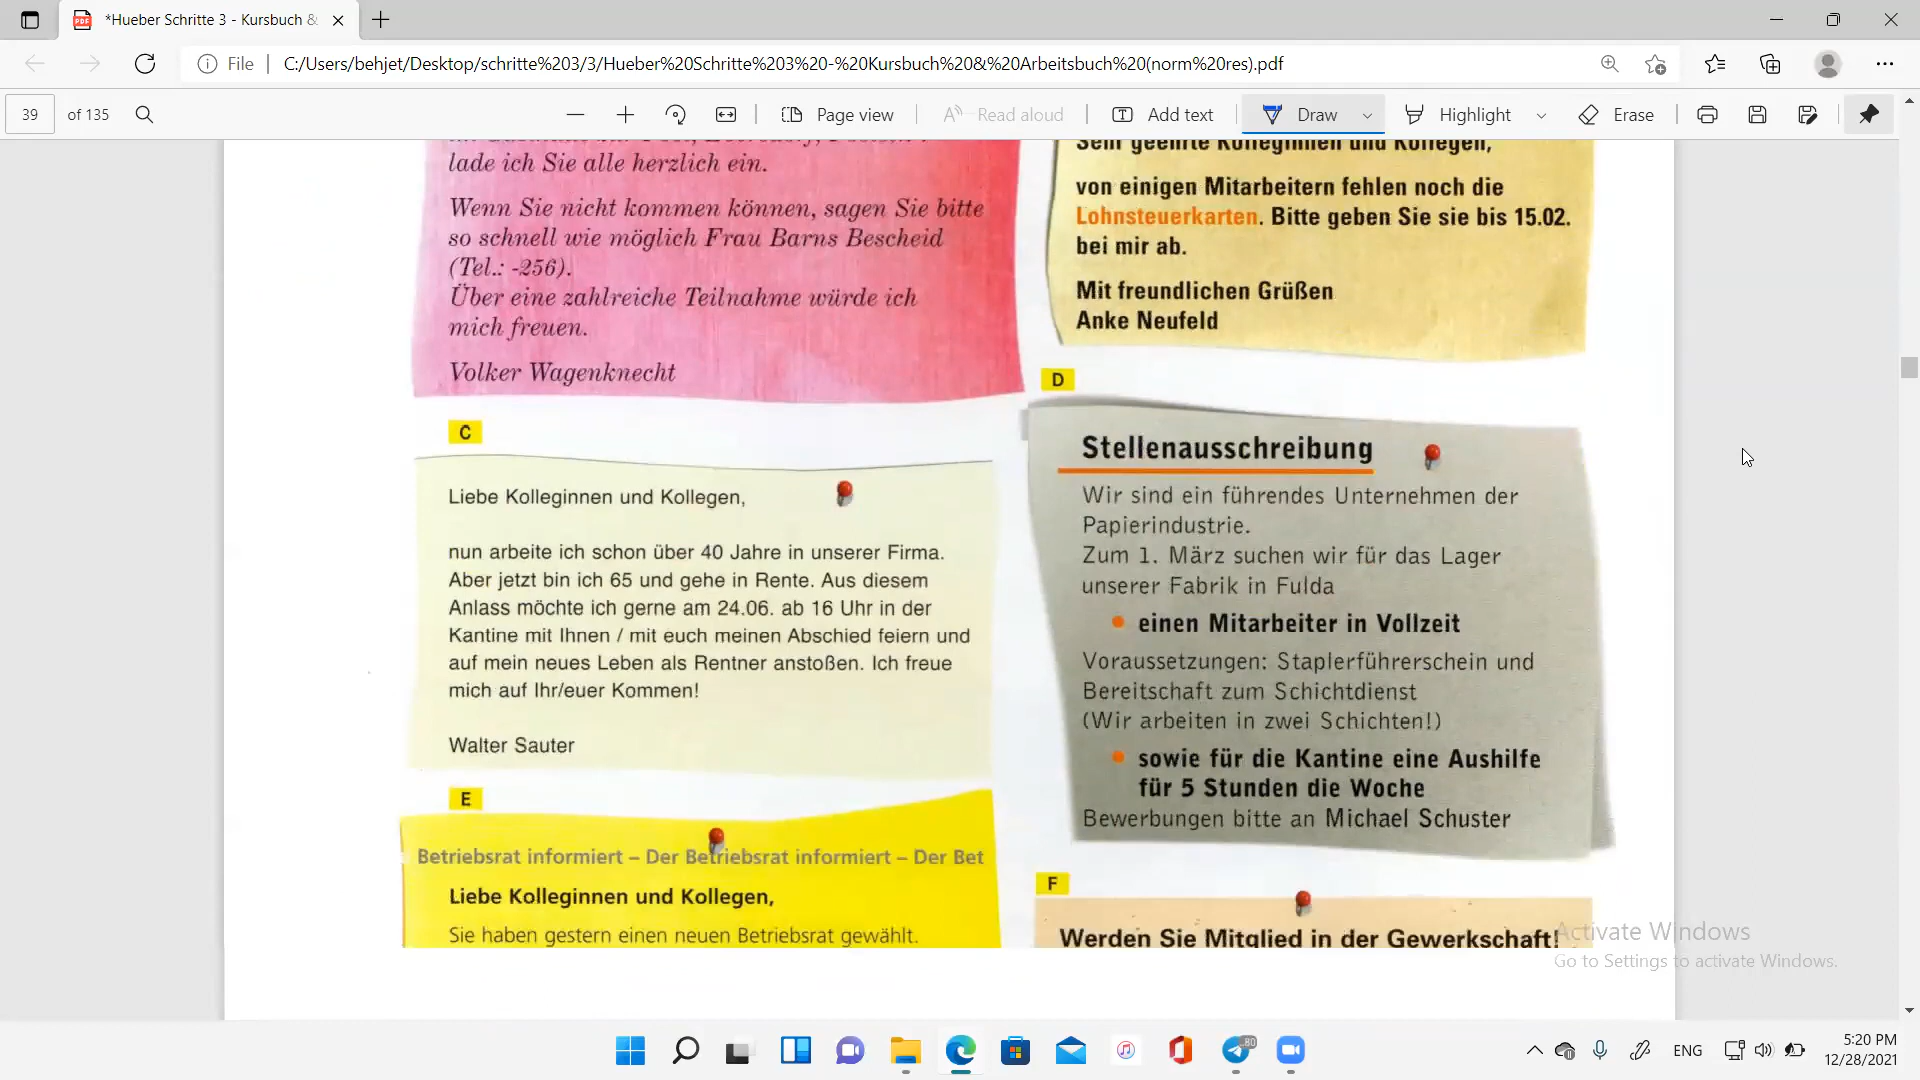 *Hueber Schritte 3 - Kursbuch &
File
C:/Users/behjet/Desktop/schritte%203/3/Hueber%20Schritte%203%20-%20Kursbuch%20&%20Arbeitsbuch%20(norm%20res).pdf
39 of 135
Page view
Read aloud
Add text
Draw
Highlight
Erase
lade ich Sie alle herzlich ein.
Wenn Sie nicht kommen können, sagen Sie bitte
so schnell wie möglich Frau Barns Bescheid
(Tel.: -256).
Über eine zahlreiche Teilnahme würde ich
mich freuen.
Volker Wagenknecht
Sehr geehrte Kolleginnen und Kollegen,
von einigen Mitarbeitern fehlen noch die
Lohnsteuerkarten. Bitte geben Sie sie bis 15.02.
bei mir ab.
Mit freundlichen Grüßen
Anke Neufeld
C
Liebe Kolleginnen und Kollegen,
nun arbeite ich schon über 40 Jahre in unserer Firma.
Aber jetzt bin ich 65 und gehe in Rente. Aus diesem
Anlass möchte ich gerne am 24.06. ab 16 Uhr in der
Kantine mit Ihnen / mit euch meinen Abschied feiern und
auf mein neues Leben als Rentner anstoßen. Ich freue
mich auf Ihr/euer Kommen!
Walter Sauter
D
Stellenausschreibung
Wir sind ein führendes Unternehmen der
Papierindustrie.
Zum 1. März suchen wir für das Lager
unserer Fabrik in Fulda
• einen Mitarbeiter in Vollzeit
Voraussetzungen: Staplerführerschein und
Bereitschaft zum Schichtdienst
(Wir arbeiten in zwei Schichten!)
• sowie für die Kantine eine Aushilfe
für 5 Stunden die Woche
Bewerbungen bitte an Michael Schuster
E
Betriebsrat informiert – Der Betriebsrat informiert – Der Bet
Liebe Kolleginnen und Kollegen,
Sie haben gestern einen neuen Betriebsrat gewählt.
F
Werden Sie Mitglied in der Gewerkschaft!
Activate Windows
Go to Settings to activate Windows.
80
ENG
5:20 PM
12/28/2021